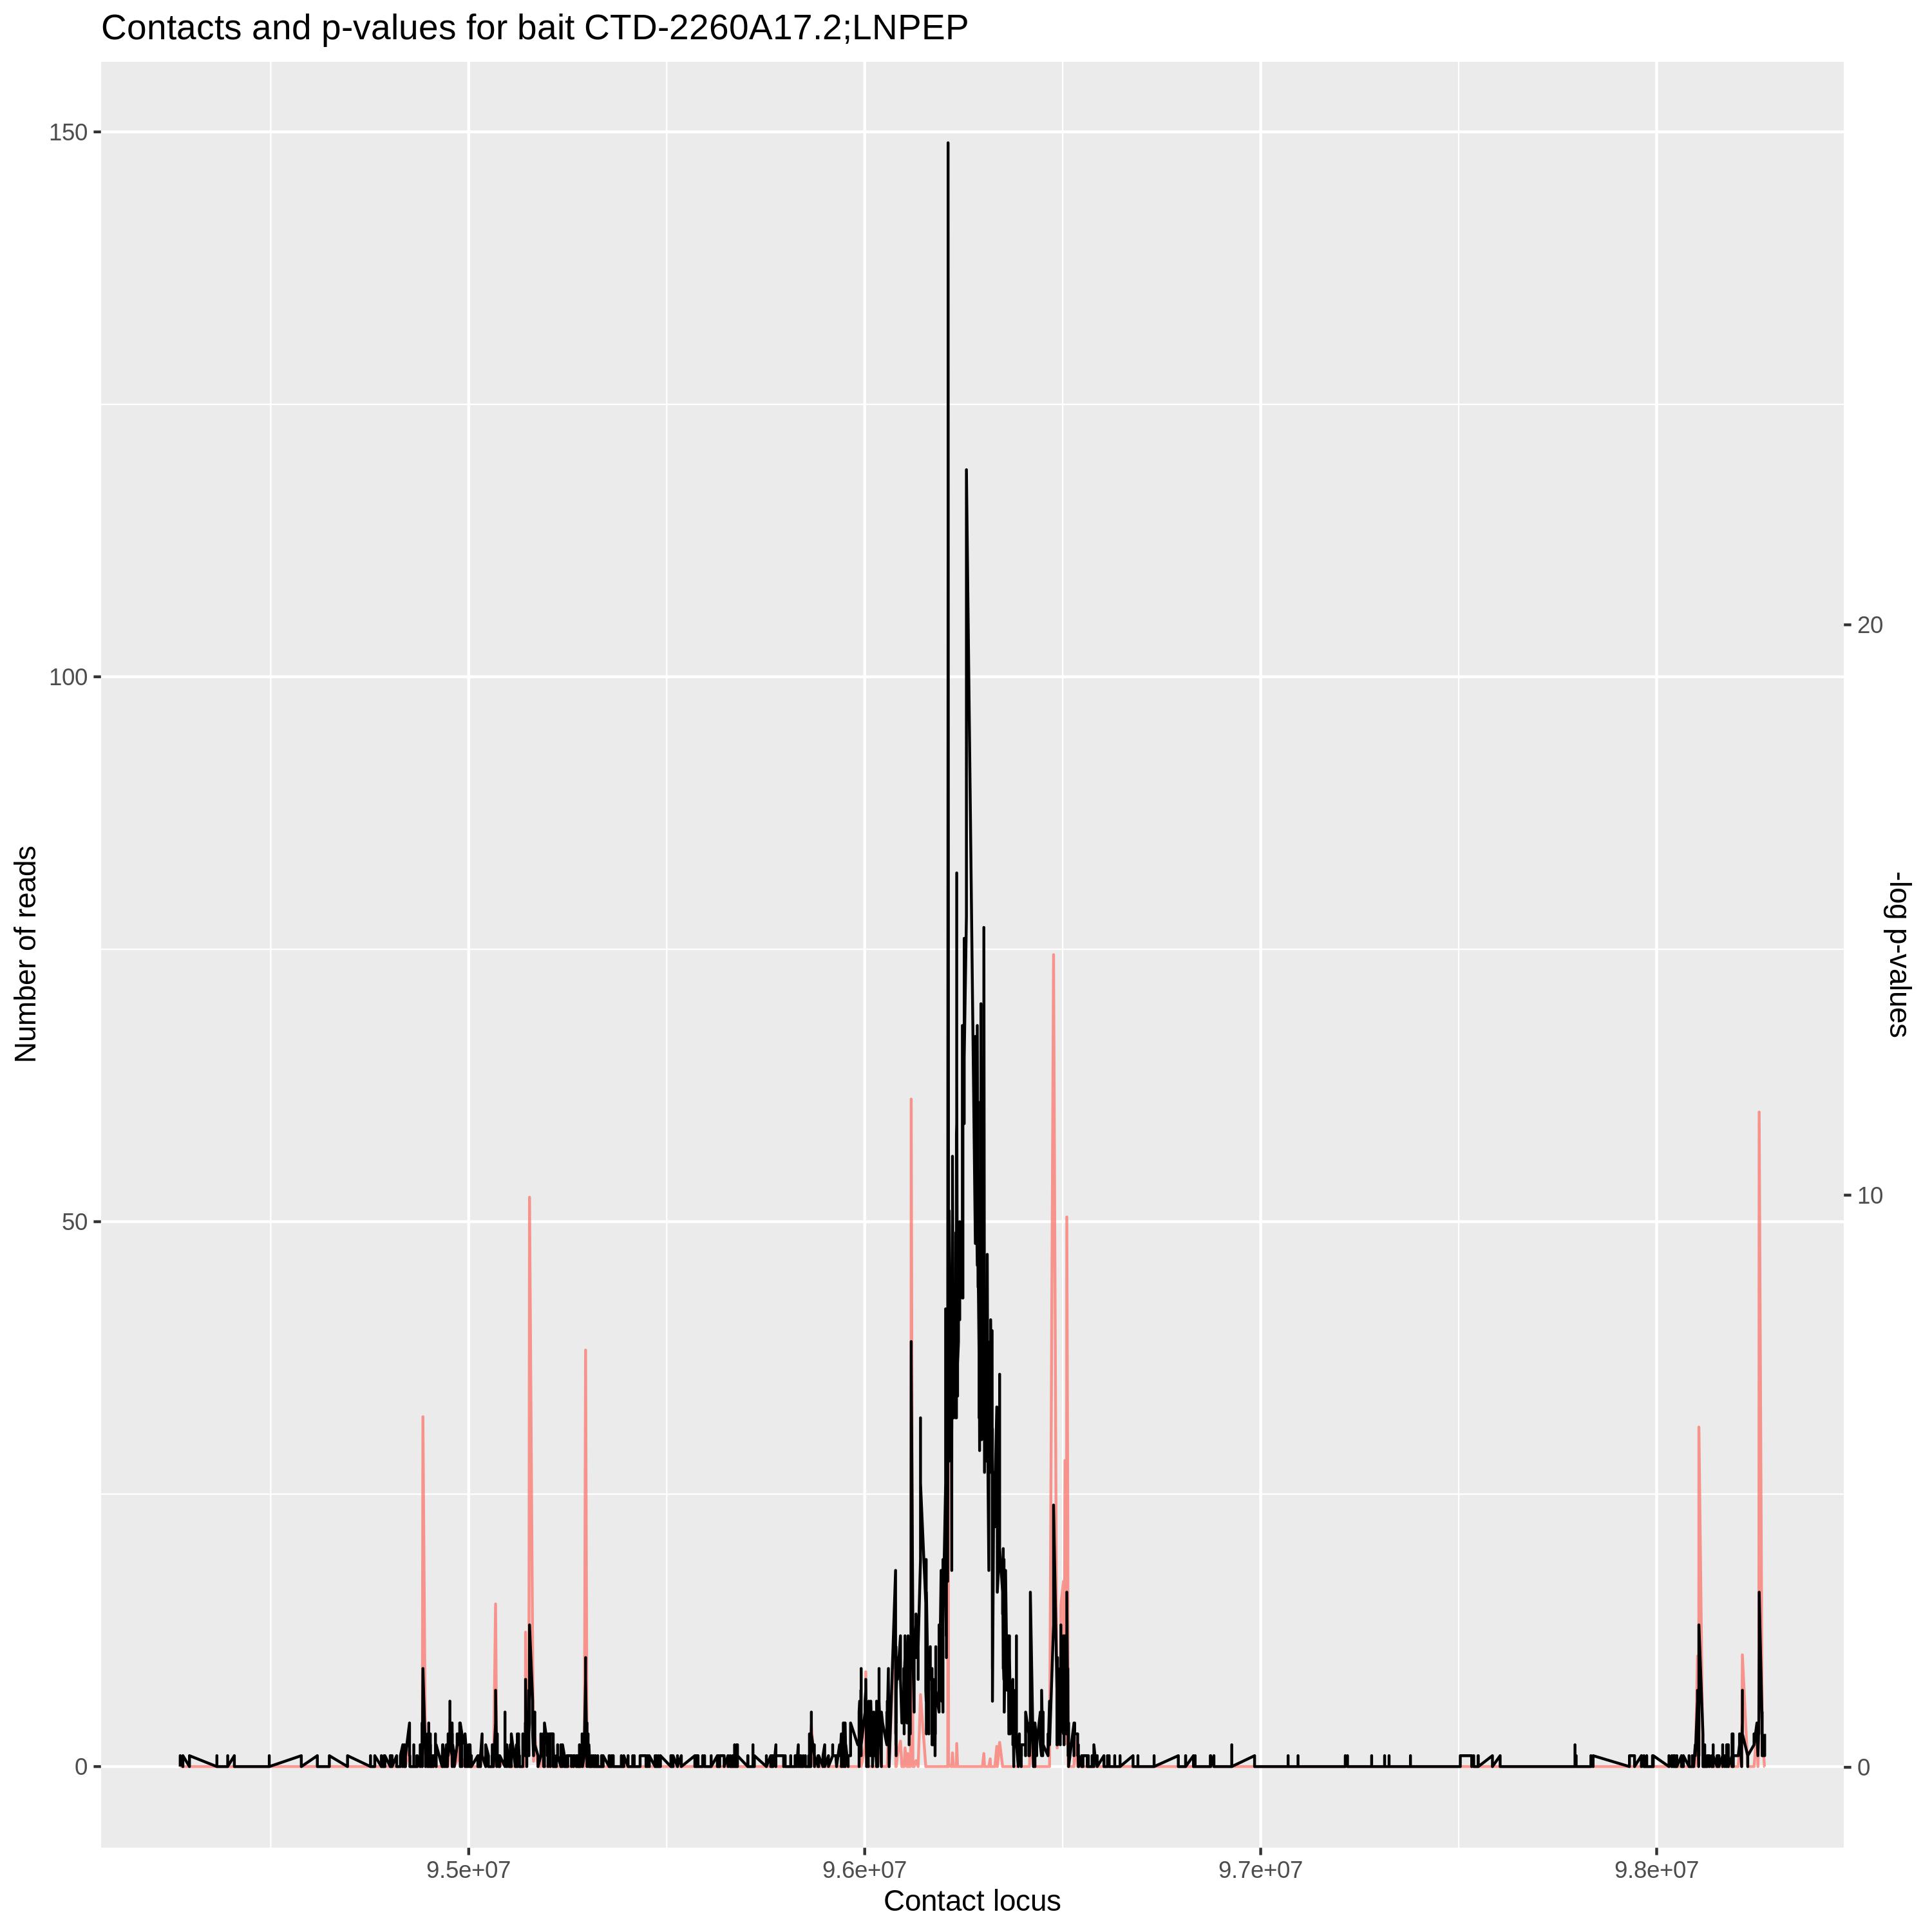 Contacts and p-values for bait CTD-2260A17.2;LNPEP
150
100
50
0
Number of reads
20
10
0
-log p-values
9.5e+07
9.6e+07
9.7e+07
9.8e+07
Contact locus